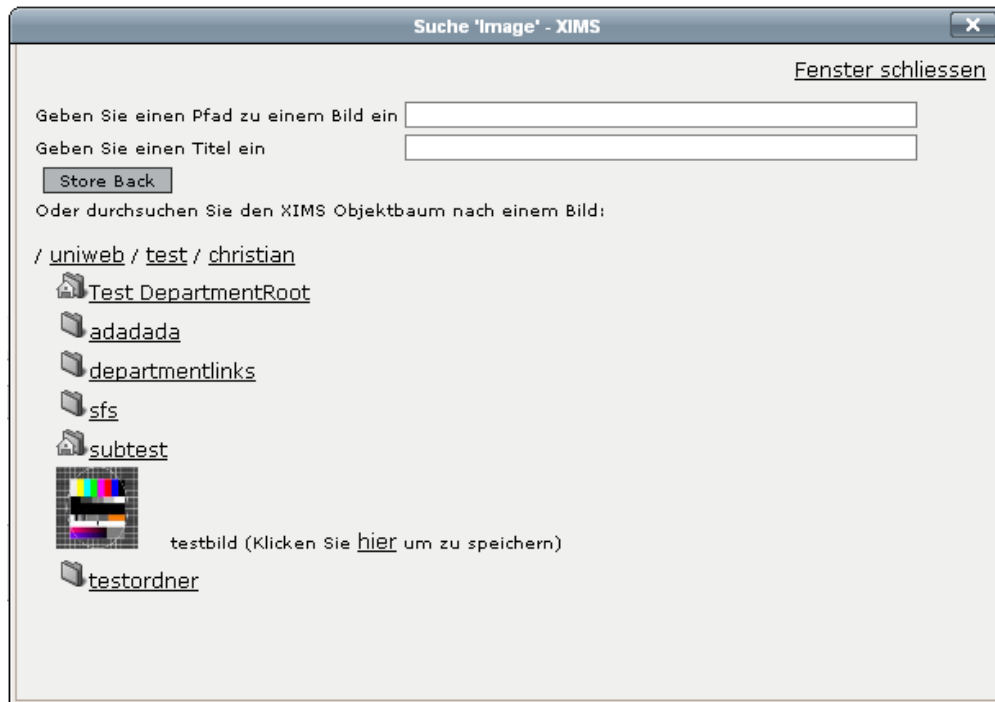 Suche 'Image' - XIMS
Fenster schliessen
Geben Sie einen Pfad zu einem Bild ein
Geben Sie einen Titel ein
Store Back
Oder durchsuchen Sie den XIMS Objektbaum nach einem Bild:
/ uniweb / test / christian
Test DepartmentRoot
adadada
departmentlinks
sfs
subtest
testbild (Klicken Sie hier um zu speichern)
testordner